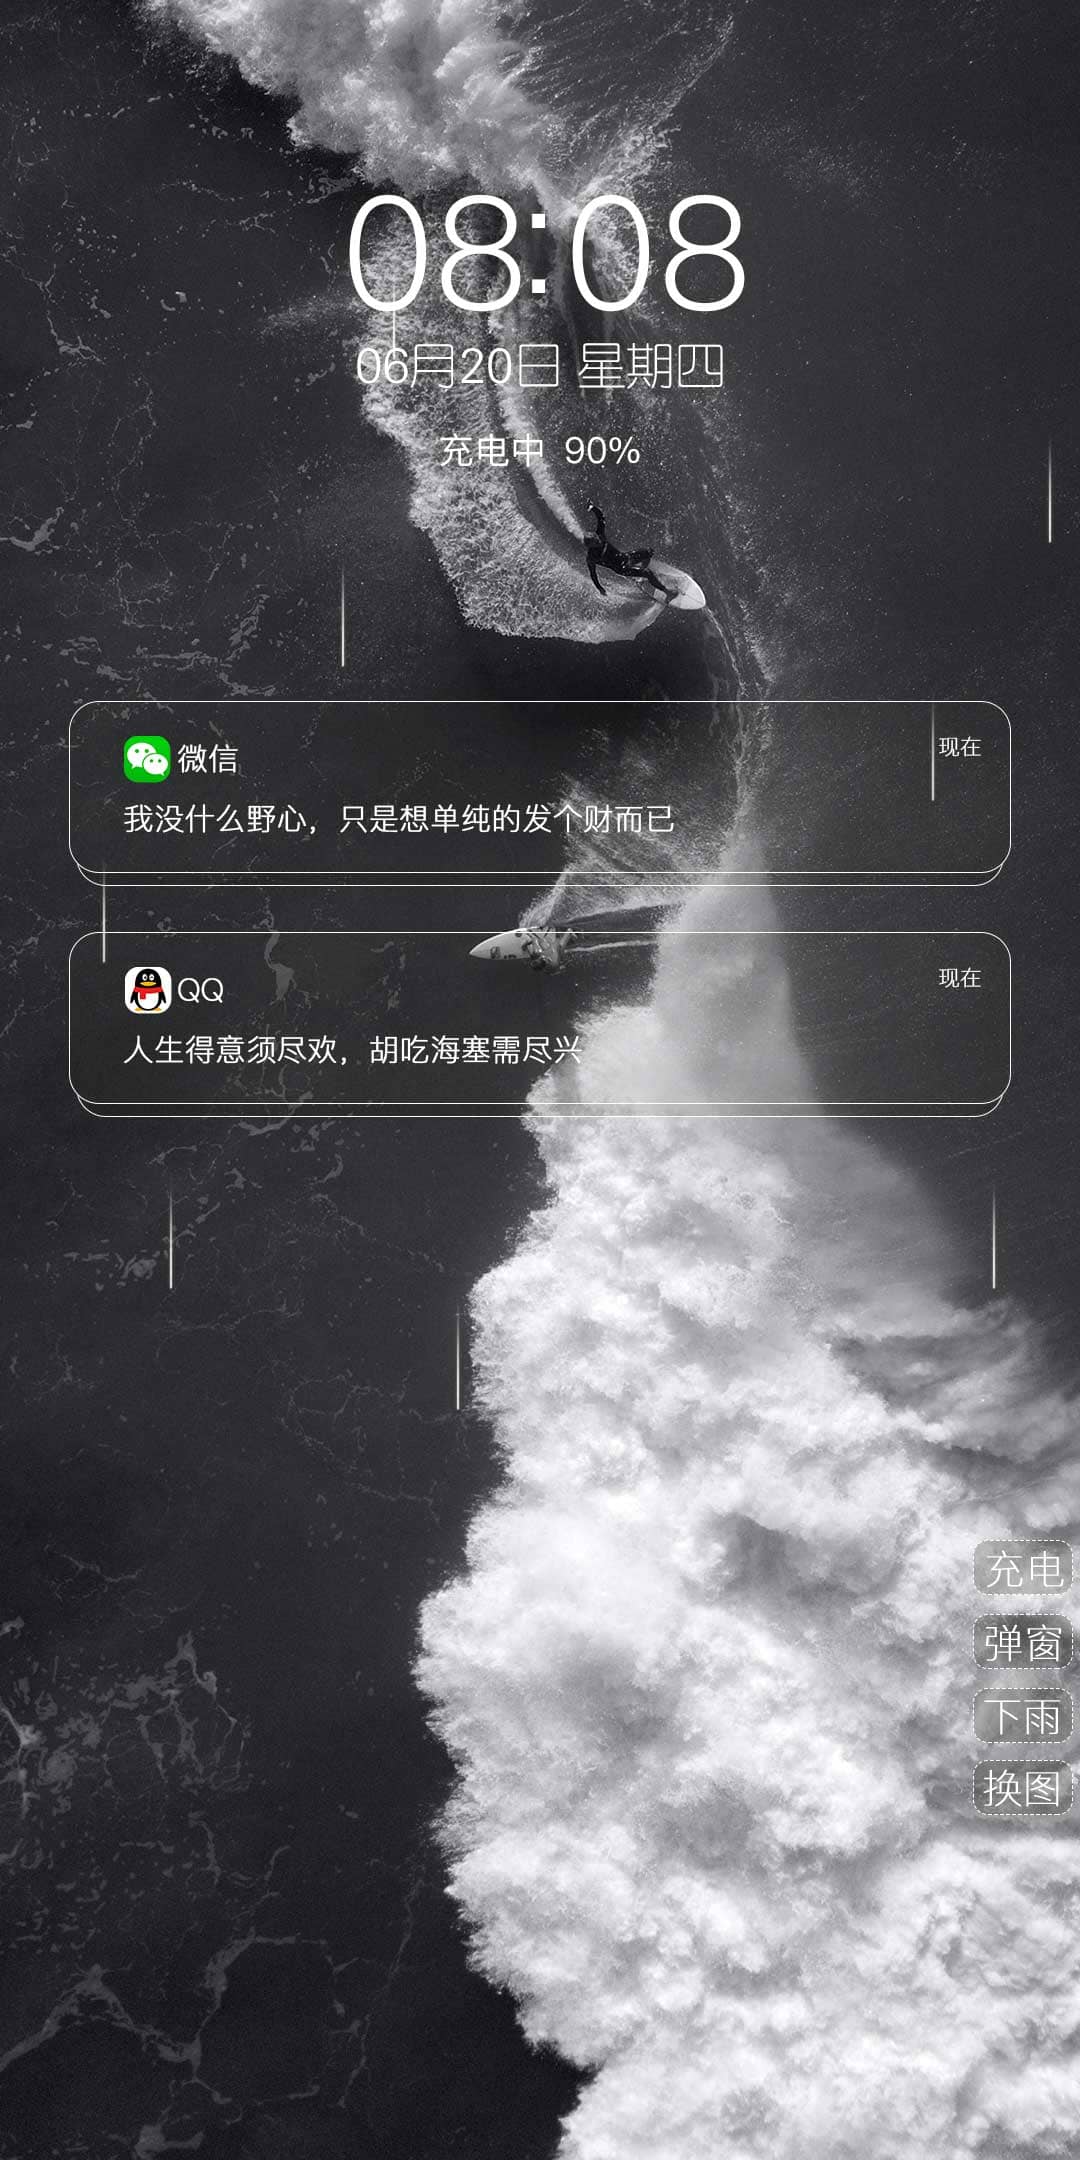 08:08
06月20日 星期四
充电中 90%
微信
现在
我没什么野心，只是想单纯的发个财而已
QQ
现在
人生得意须尽欢，胡吃海塞需尽兴
充电
弹窗
下雨
换图